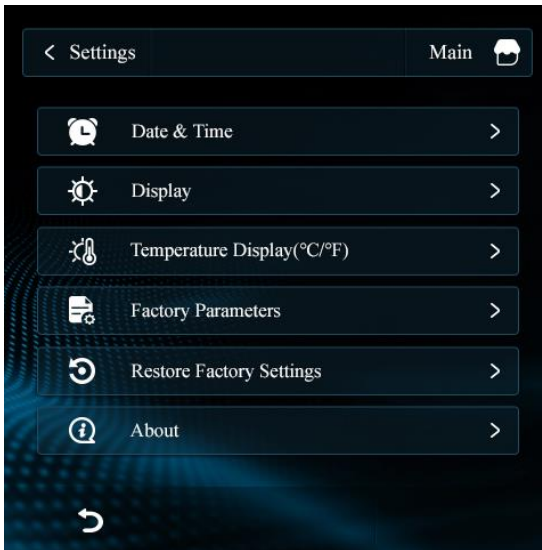 Settings
Main
Date & Time
Display
Temperature Display(°C/°F)
Factory Parameters
Restore Factory Settings
About